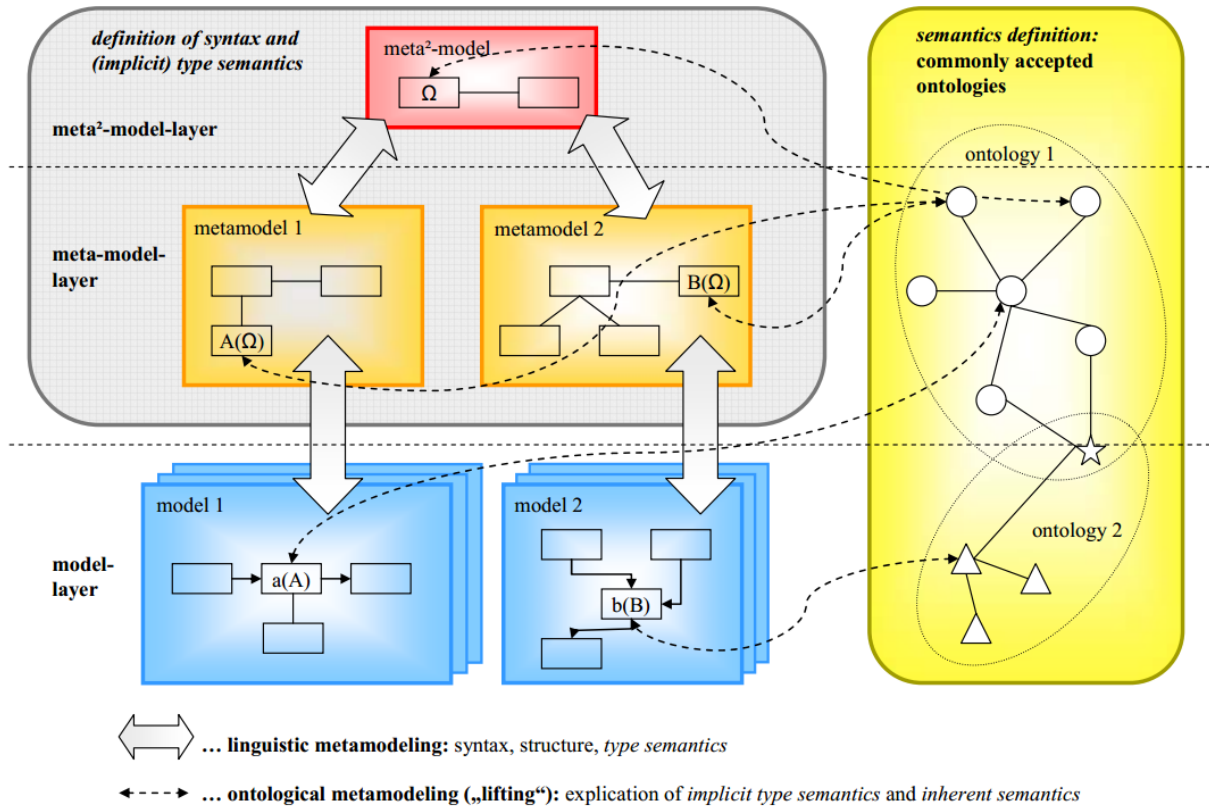 definition of syntax and
(implicit) type semantics
meta²-model
Ω
meta²-model-layer
semantics definition:
commonly accepted
ontologies
ontology 1
metamodel 1
A(Ω)
metamodel 2
B(Ω)
meta-model-
layer
model 1
a(A)
model 2
b(B)
model-
layer
ontology 2
... linguistic metamodeling: syntax, structure, type semantics
... ontological metamodeling („lifting“): explication of implicit type semantics and inherent semantics